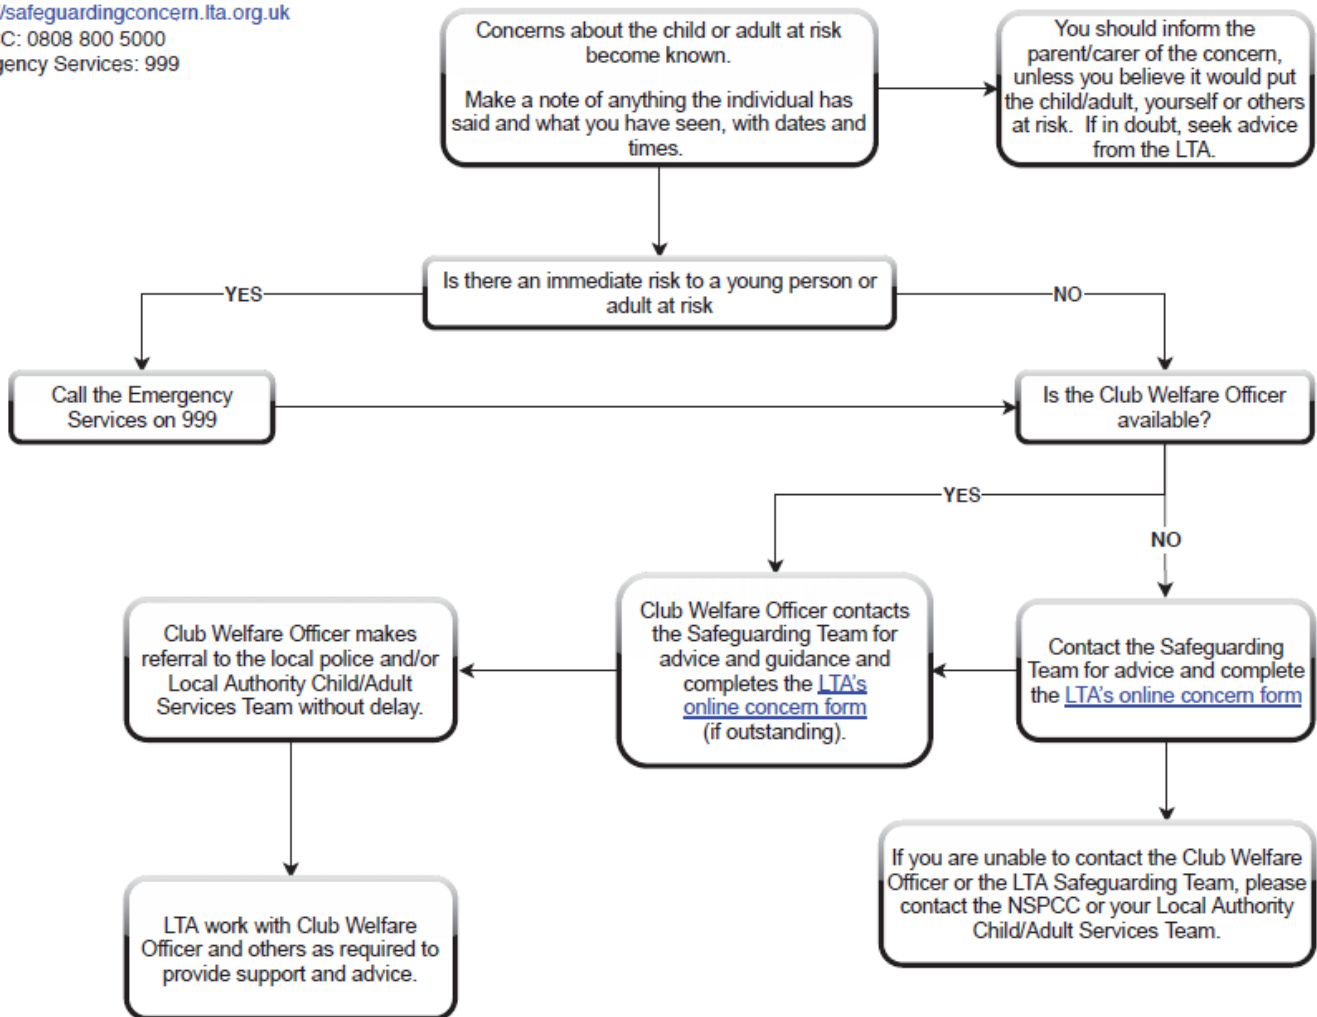 /safeguardingconcern.lta.org.uk
C: 0808 800 5000
gency Services: 999
Concerns about the child or adult at risk
become known.
Make a note of anything the individual has
said and what you have seen, with dates and
times.
You should inform the
parent/carer of the concern,
unless you believe it would put
the child/adult, yourself or others
at risk. If in doubt, seek advice
from the LTA.
Is there an immediate risk to a young person or
adult at risk
YES
NO
Call the Emergency
Services on 999
Is the Club Welfare Officer
available?
YES
NO
Club Welfare Officer makes
referral to the local police and/or
Local Authority Child/Adult
Services Team without delay.
Club Welfare Officer contacts
the Safeguarding Team for
advice and guidance and
completes the LTA's
online concern form
(if outstanding).
Contact the Safeguarding
Team for advice and complete
the LTA's online concern form
If you are unable to contact the Club Welfare
Officer or the LTA Safeguarding Team, please
contact the NSPCC or your Local Authority
Child/Adult Services Team.
LTA work with Club Welfare
Officer and others as required to
provide support and advice.